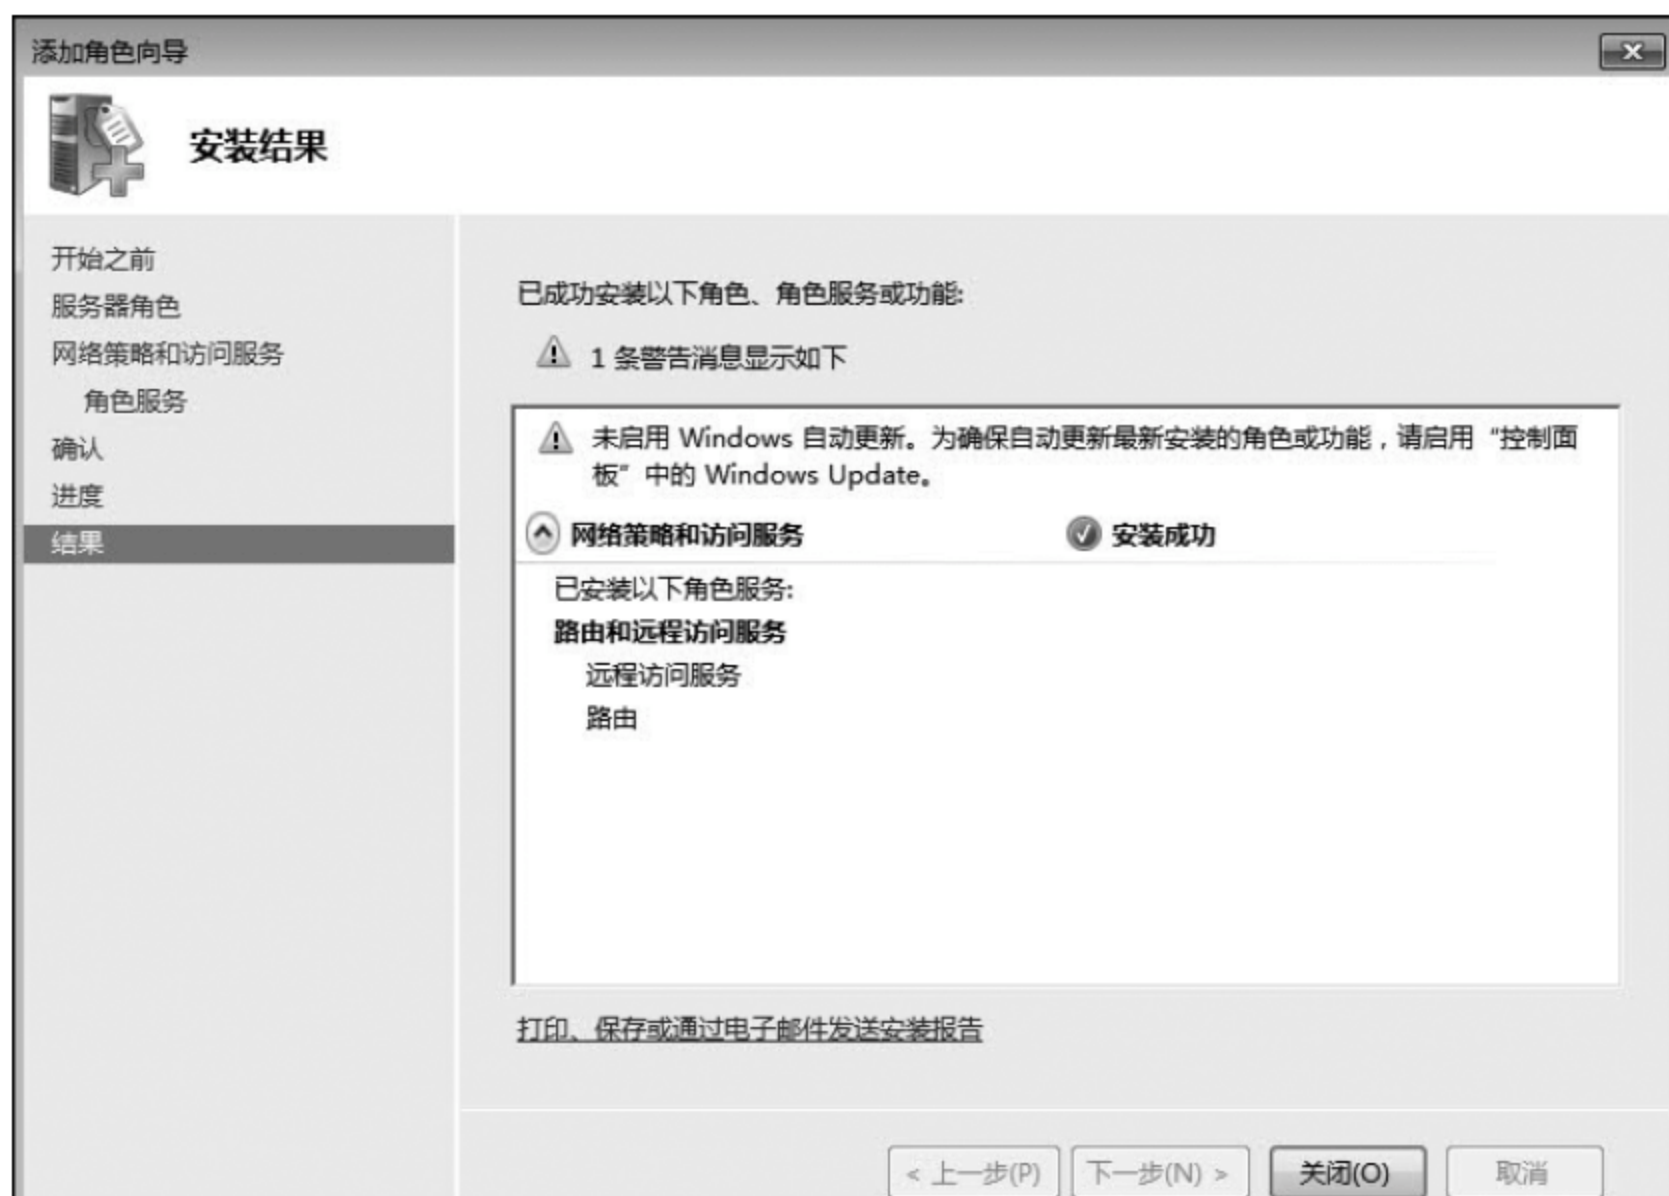 添加角色向导
安装结果
开始之前
服务器角色
网络策略和访问服务
角色服务
确认
进度
结果
已成功安装以下角色、角色服务或功能:
1 条警告消息显示如下
未启用 Windows 自动更新。为确保自动更新最新安装的角色或功能，请启用“控制面
板”中的 Windows Update。
网络策略和访问服务 安装成功
已安装以下角色服务:
路由和远程访问服务
远程访问服务
路由
打印、保存或通过电子邮件发送安装报告
< 上一步(P) 下一步(N) > 关闭(O) 取消